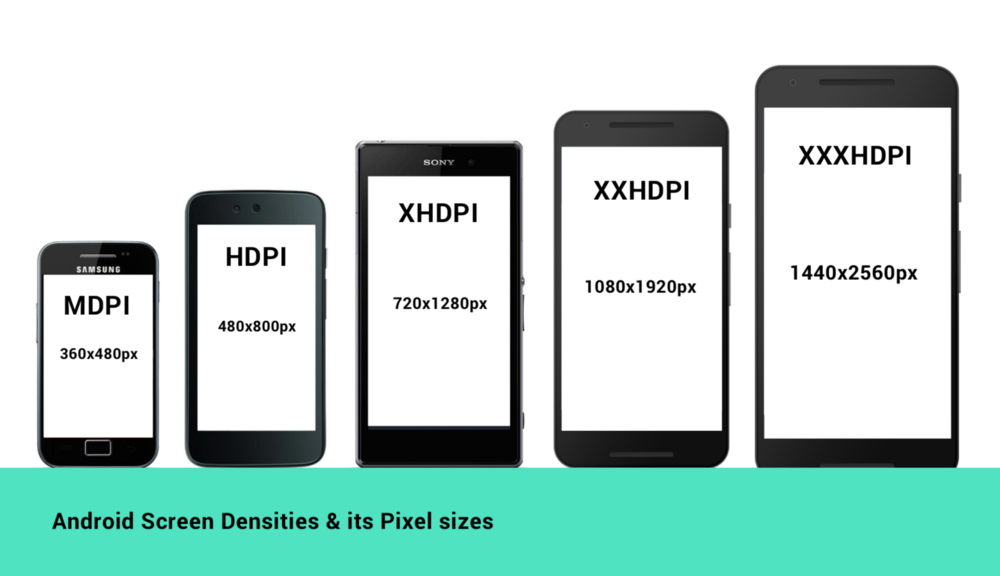 SAMSUNG
MDPI
360x480px
HDPI
480x800px
SONY
XHDPI
720x1280px
XXHDPI
1080x1920px
XXXHDPI
1440x2560px
Android Screen Densities & its Pixel sizes